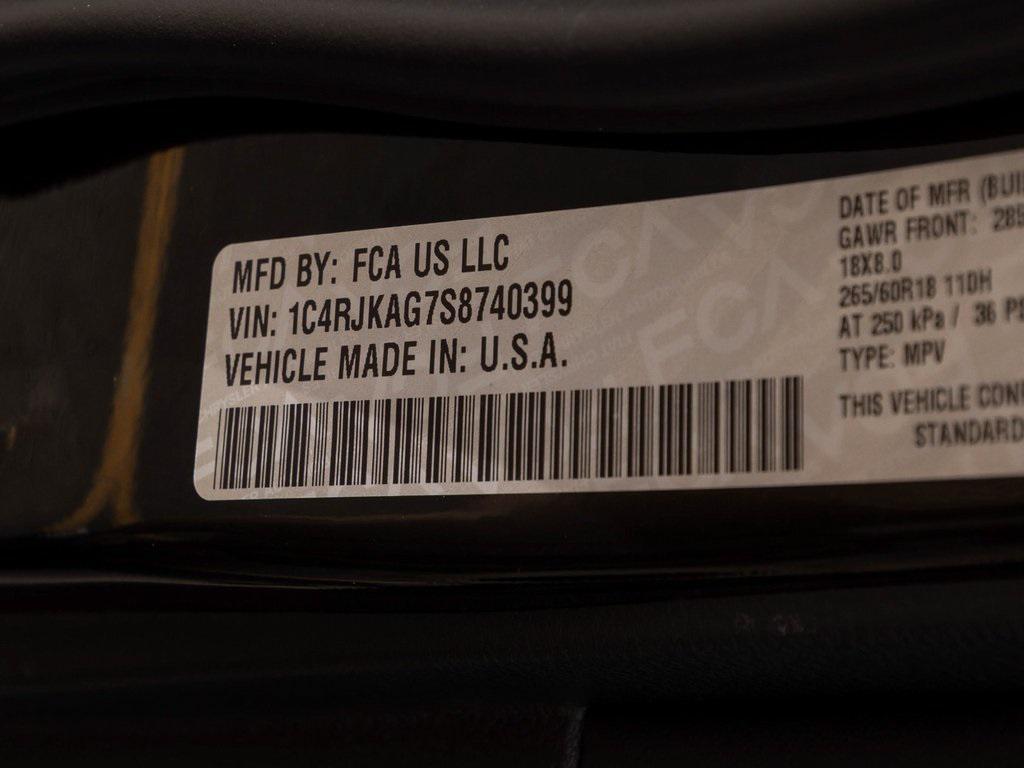 MFD BY: FCA US LLC
VIN: 1C4RJKAG7S8740399
VEHICLE MADE IN: U.S.A.
DATE OF MFR
GAWR FRONT:
18X8.0
265/60R18 110H
AT 250 kPa / 36
TYPE: MPV
THIS VEHICLE
STANDARD